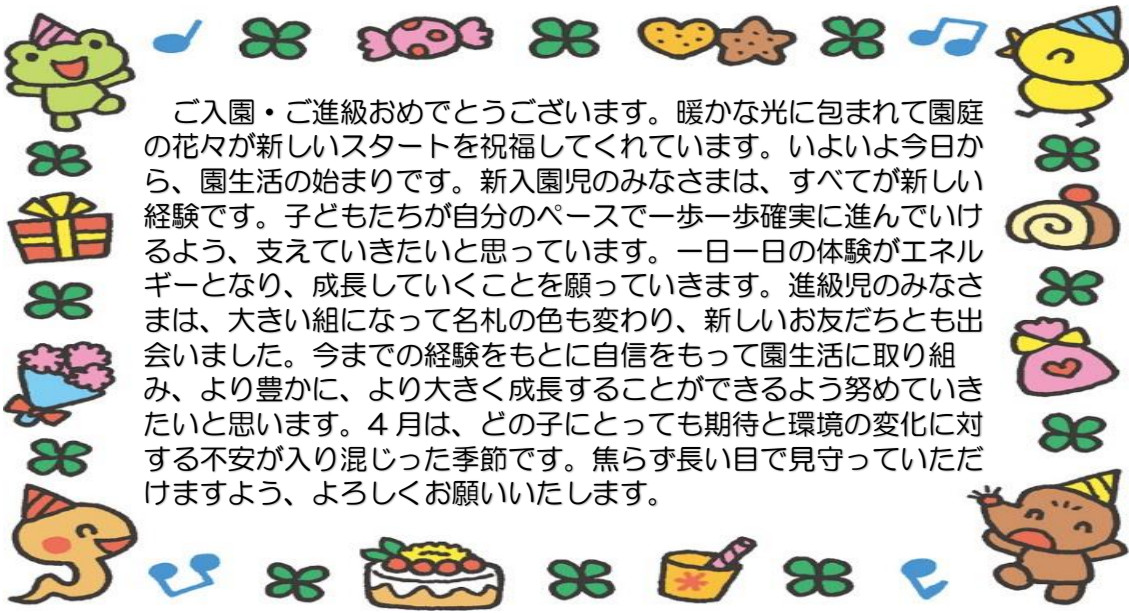 ご入園・ご進級おめでとうございます。暖かな光に包まれて園庭
の花々が新しいスタートを祝福してくれています。いよいよ今日か
ら、園生活の始まりです。新入園児のみなさまは、すべてが新しい
経験です。子どもたちが自分のペースで一歩一歩確実に進んでいけ
るよう、支えていきたいと思っています。一日一日の体験がエネル
ギーとなり、成長していくことを願っていきます。進級児のみなさ
まは、大きい組になって名札の色も変わり、新しいお友だちとも出
会いました。今までの経験をもとに自信をもって園生活に取り組
み、より豊かに、より大きく成長することができるよう努めていき
たいと思います。４月は、どの子にとっても期待と環境の変化に対
する不安が入り混じった季節です。焦らず長い目で見守っていただ
けますよう、よろしくお願いいたします。